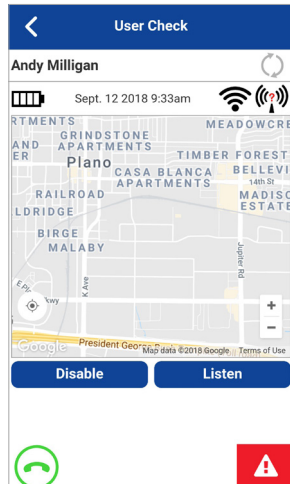 User Check
Andy Milligan
Sept. 12 2018 9:33am
?
RTMENTS
MEADOWCRE
GRINDSTONE
APARTMENTS
AND
ER
Plano
TIMBER FOREST
CASA BLANCA
APARTMENTS
BELLEVI
14th St
RAILROAD
MADISO
ESTATE
LDRIDGE
BIRGE
MALABY
Jupiter Rd
K Ave
kwy
+
−
Google
President George
Map data ©2018 Google
Terms of Use
Disable
Listen